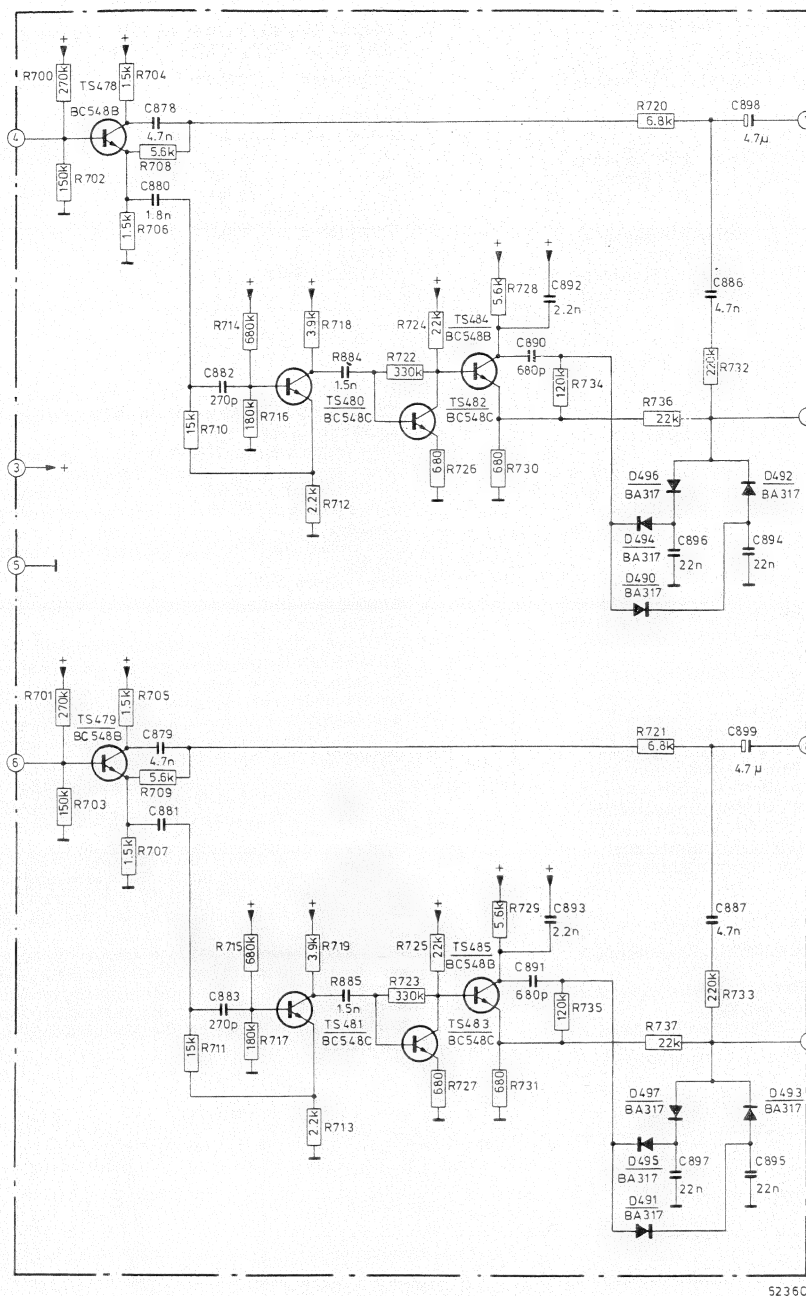 + +
R700 270k TS478 1.5k R704
BC548B C878 R720 C898
4 4.7n 6.8k 4.7µ
5.6k
R708
150k R702 C880
1.8n
1.5k R706
+ +
+ + + 5.6k R728 C892
2.2n
C886
4.7n
R714 680k 3.9k R718 R724 22k TS484
BC548B
C890
680p
C882 R884 R722 220k R732
270p 1.5n 330k 120k R734
15k R710 180k R716 TS480
BC548C
TS482
BC548C
R736
22k
3 + 680 R726 680 R730
2.2k R712
D496
BA317
D492
BA317
D494
BA317
C896
22n
C894
22n
5
D490
BA317
+ +
R701 270k TS479
BC548B
1.5k R705
C879 R721 C899
6 4.7n 6.8k 4.7µ
5.6k
R709
150k R703 C881
1.5k R707
+ +
+ + + 5.6k R729 C893
2.2n
C887
4.7n
R715 680k 3.9k R719 R725 22k TS485
BC548B
C891
680p
C883 R885 R723 220k R733
270p 1.5n 330k 120k R735
15k R711 180k R717 TS481
BC548C
TS483
BC548C
R737
22k
680 R727 680 R731
2.2k R713
D497
BA317
D493
BA317
D495
BA317
C897
22n
C895
22n
D491
BA317